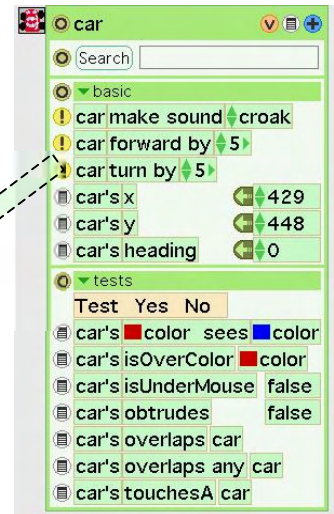 car v
Search
basic
! car make sound croak
! car forward by 5
car turn by 5
car's x 429
car's y 448
car's heading 0
tests
Test Yes No
car's color sees color
car's isOverColor color
car's isUnderMouse false
car's obtrudes false
car's overlaps car
car's overlaps any car
car's touchesA car